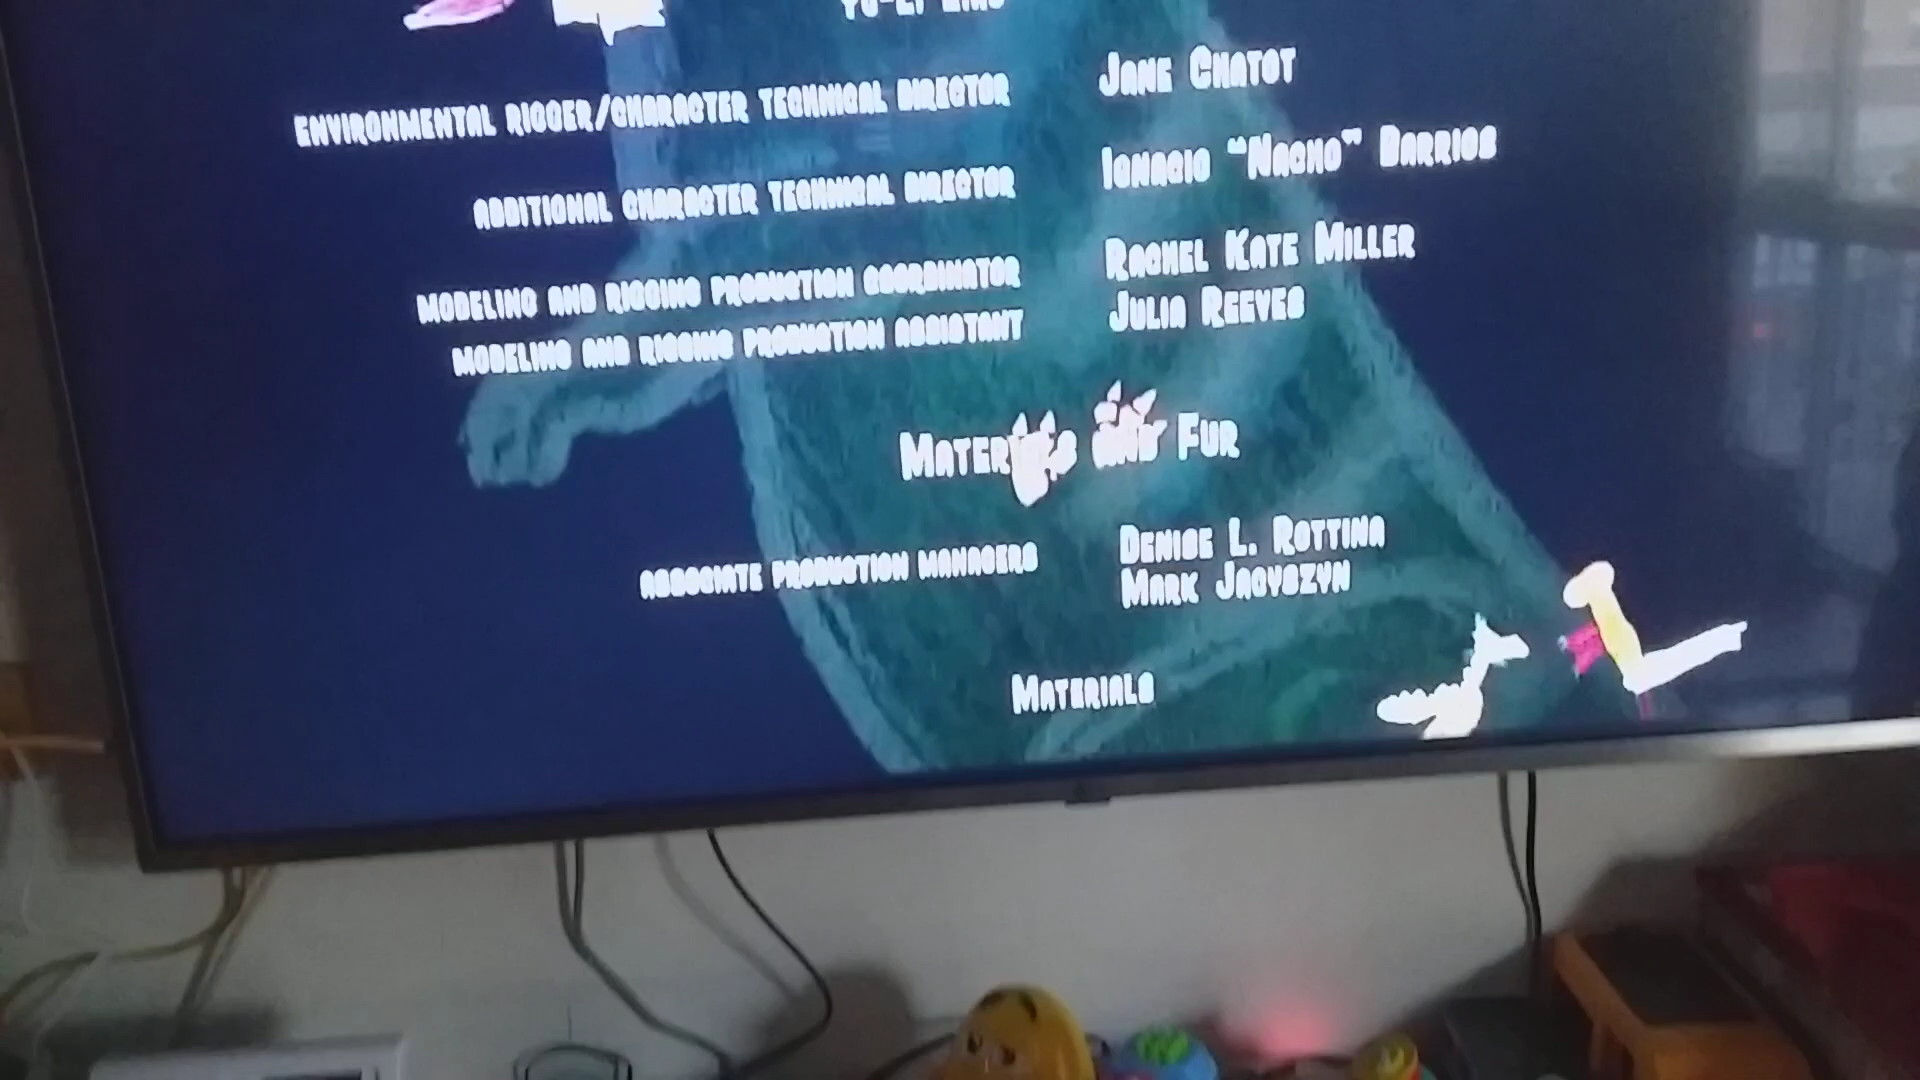 ENVIRONMENTAL RIGGER/CHARACTER TECHNICAL DIRECTOR JANE CHATOT
ADDITIONAL CHARACTER TECHNICAL DIRECTOR IGNACIO "NACHO" BARRIOS
MODELING AND RIGGING PRODUCTION COORDINATOR RACHEL KATE MILLER
MODELING AND RIGGING PRODUCTION ASSISTANT JULIA REEVES
MATERIALS AND FUR
ASSOCIATE PRODUCTION MANAGERS DENISE L. ROTTINA
MARK JACYSZYN
MATERIALS